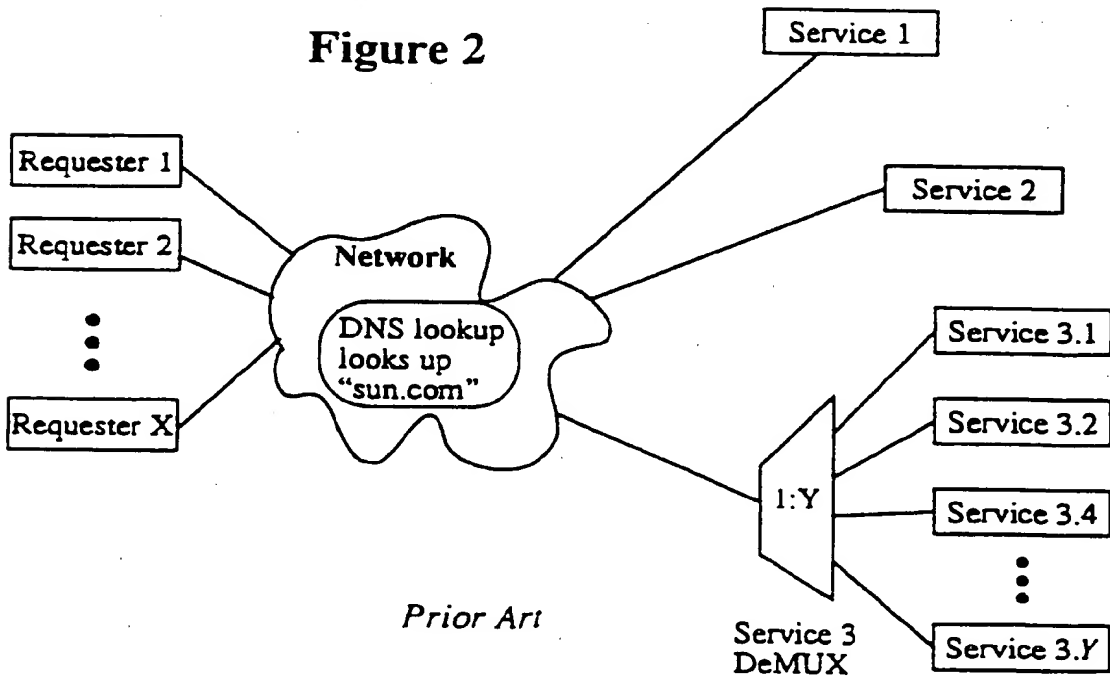 Figure 2
Service 1
Requester 1
Service 2
Requester 2
Network
DNS lookup
looks up
“sun.com”
Service 3.1
Requester X
Service 3.2
1:Y
Service 3.4
Prior Art
Service 3
DeMUX
Service 3.Y